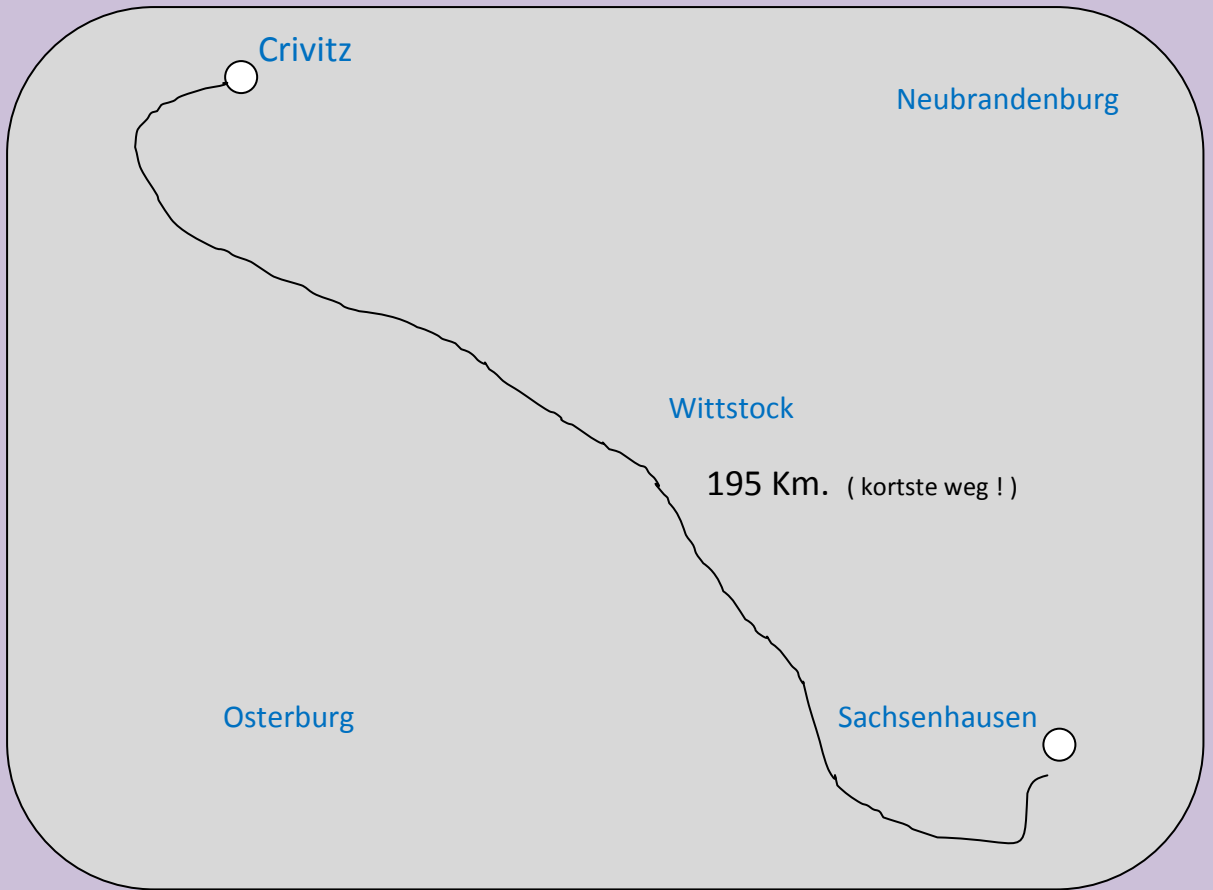 Crivitz
Neubrandenburg
Wittstock
195 Km. ( kortste weg ! )
Osterburg
Sachsenhausen